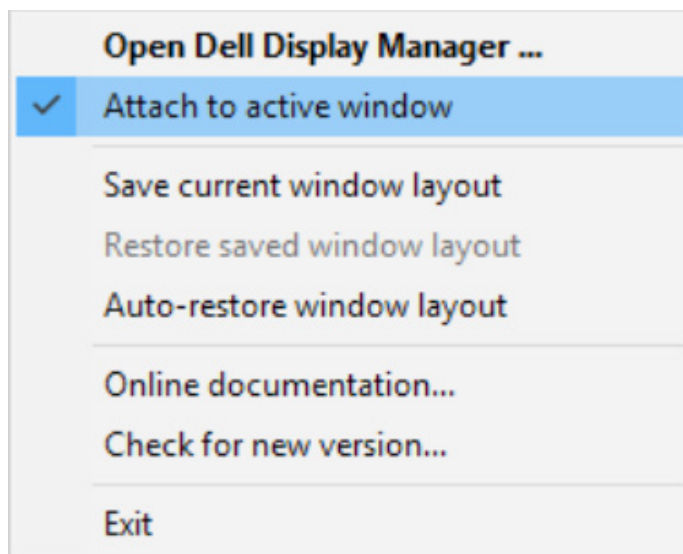 Open Dell Display Manager ...
Attach to active window
Save current window layout
Restore saved window layout
Auto-restore window layout
Online documentation...
Check for new version...
Exit